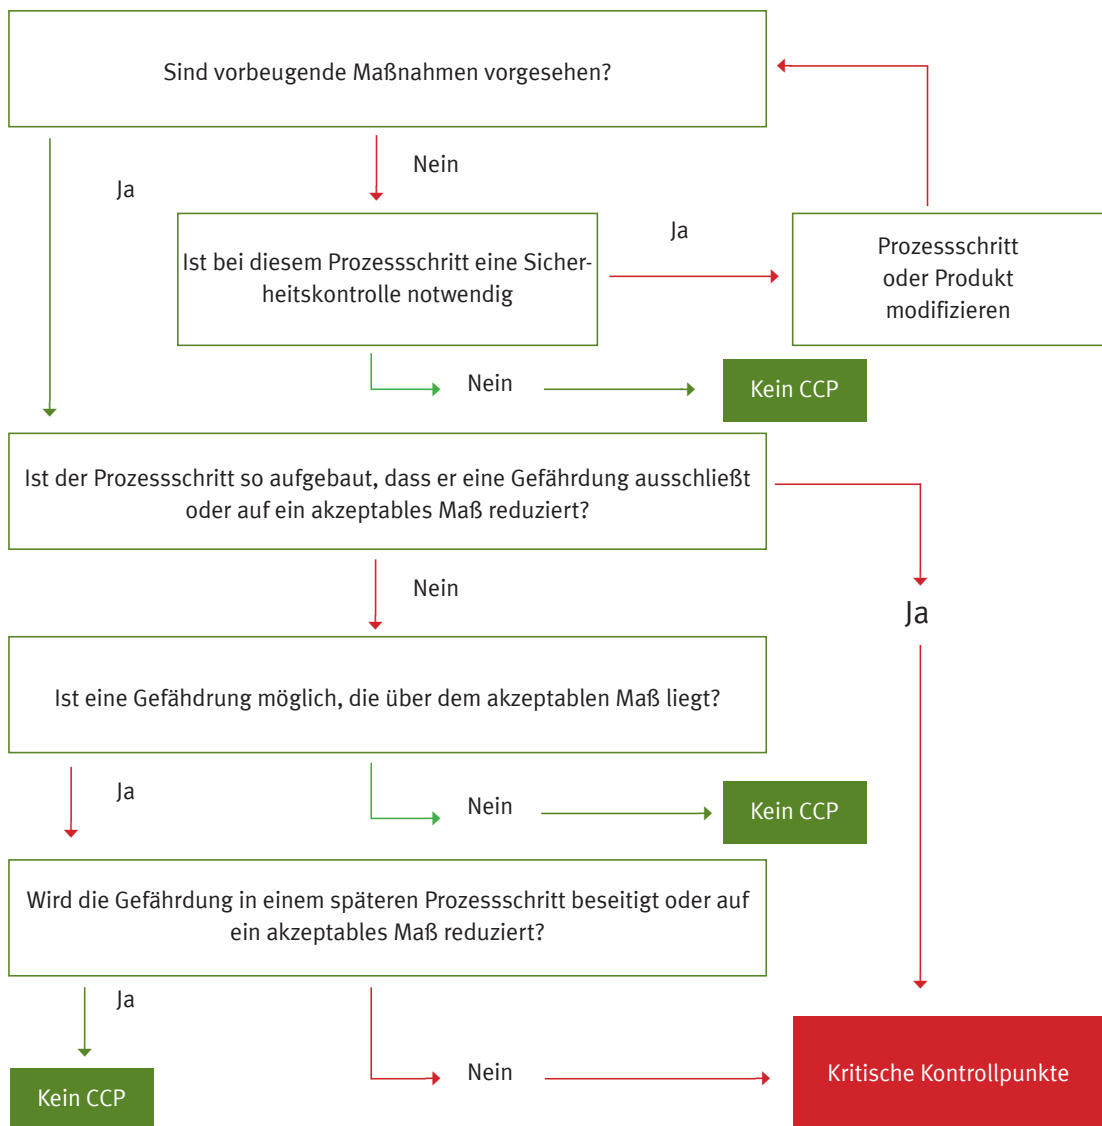 Sind vorbeugende Maßnahmen vorgesehen?
Nein
Ja
Ist bei diesem Prozessschritt eine Sicher-
heitskontrolle notwendig
Ja
Prozessschritt
oder Produkt
modifizieren
Nein
Kein CCP
Ist der Prozessschritt so aufgebaut, dass er eine Gefährdung ausschließt
oder auf ein akzeptables Maß reduziert?
Nein
Ja
Ist eine Gefähdrung möglich, die über dem akzeptablen Maß liegt?
Ja
Nein
Kein CCP
Wird die Gefährdung in einem späteren Prozessschritt beseitigt oder auf
ein akzeptables Maß reduziert?
Ja
Nein
Kritische Kontrollpunkte
Kein CCP